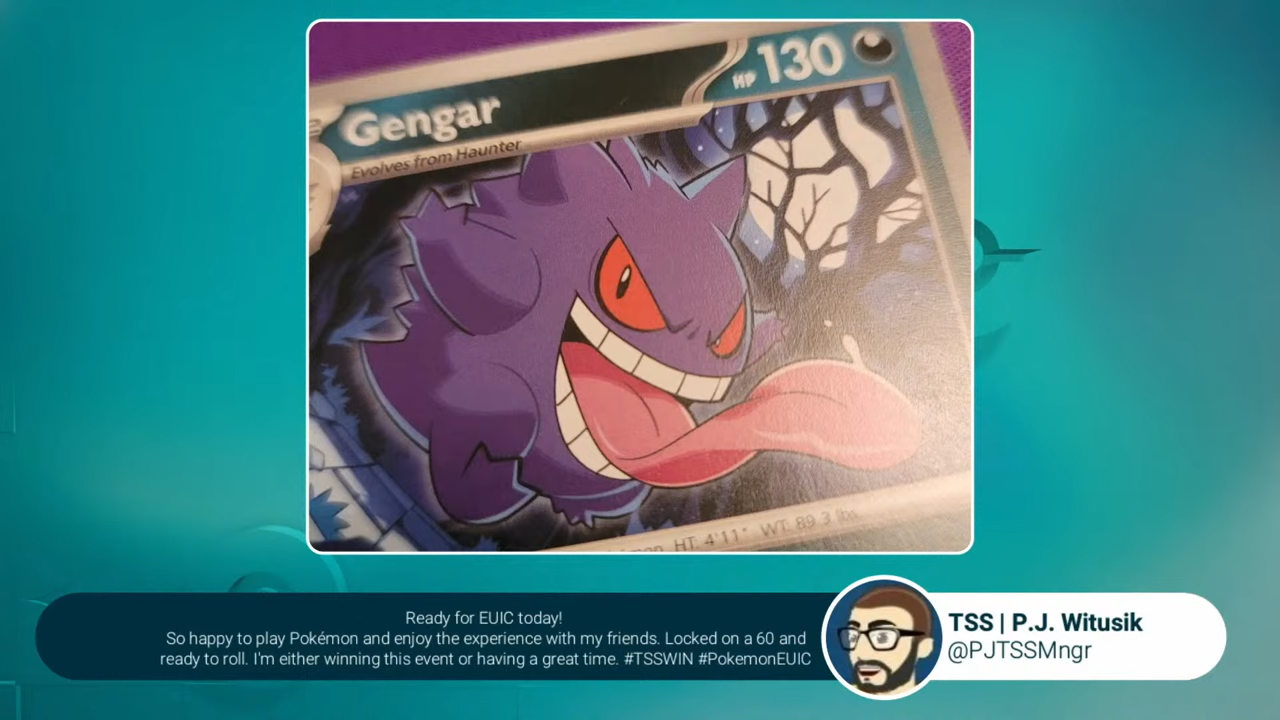 HP 130
Gengar
Evolves from Haunter
HT: 4'11" WT: 89.3 lbs.
Ready for EUIC today!
So happy to play Pokémon and enjoy the experience with my friends. Locked on a 60 and
ready to roll. I'm either winning this event or having a great time. #TSSWIN #PokemonEUIC
TSS | P.J. Witusik
@PJTSSMngr